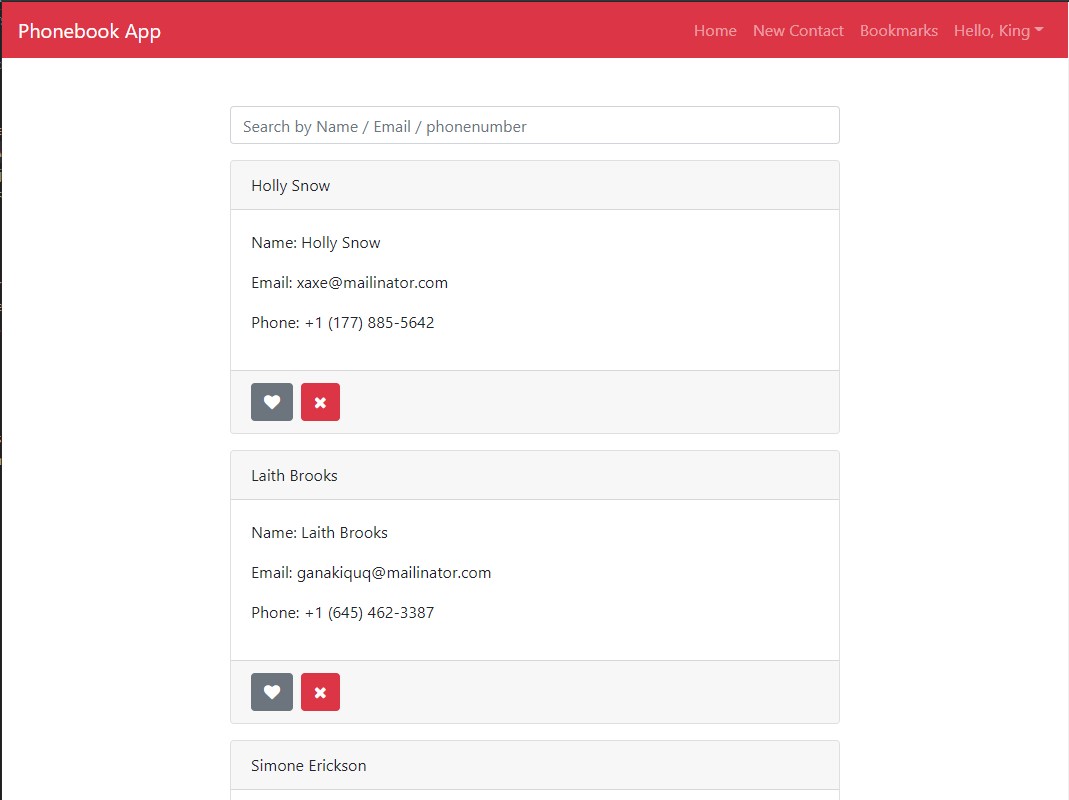 Phonebook App
Home New Contact Bookmarks Hello, King
Search by Name / Email / phonenumber
Holly Snow
Name: Holly Snow
Email: xaxe@mailinator.com
Phone: +1 (177) 885-5642
Laith Brooks
Name: Laith Brooks
Email: ganakiquq@mailinator.com
Phone: +1 (645) 462-3387
Simone Erickson